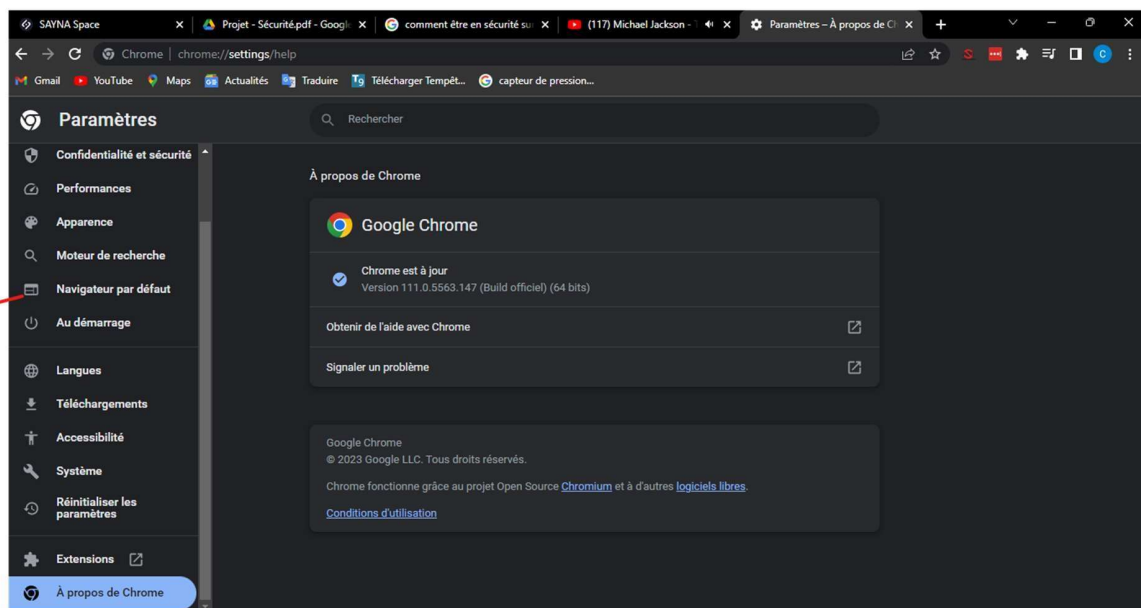 SAYNA Space
Projet - Sécurité.pdf - Google
comment être en sécurité su
(117) Michael Jackson -
Paramètres – À propos de C
Chrome | chrome://settings/help
Gmail
YouTube
Maps
Actualités
Traduire
Télécharger Tempêt...
capteur de pression...
C
Paramètres
Rechercher
Confidentialité et sécurité
Performances
Apparence
Moteur de recherche
Navigateur par défaut
Au démarrage
Langues
Téléchargements
Accessibilité
Système
Réinitialiser les
paramètres
Extensions
À propos de Chrome
À propos de Chrome
Google Chrome
Chrome est à jour
Version 111.0.5563.147 (Build officiel) (64 bits)
Obtenir de l'aide avec Chrome
Signaler un problème
Google Chrome
© 2023 Google LLC. Tous droits réservés.
Chrome fonctionne grâce au projet Open Source Chromium et à d'autres logiciels libres.
Conditions d'utilisation